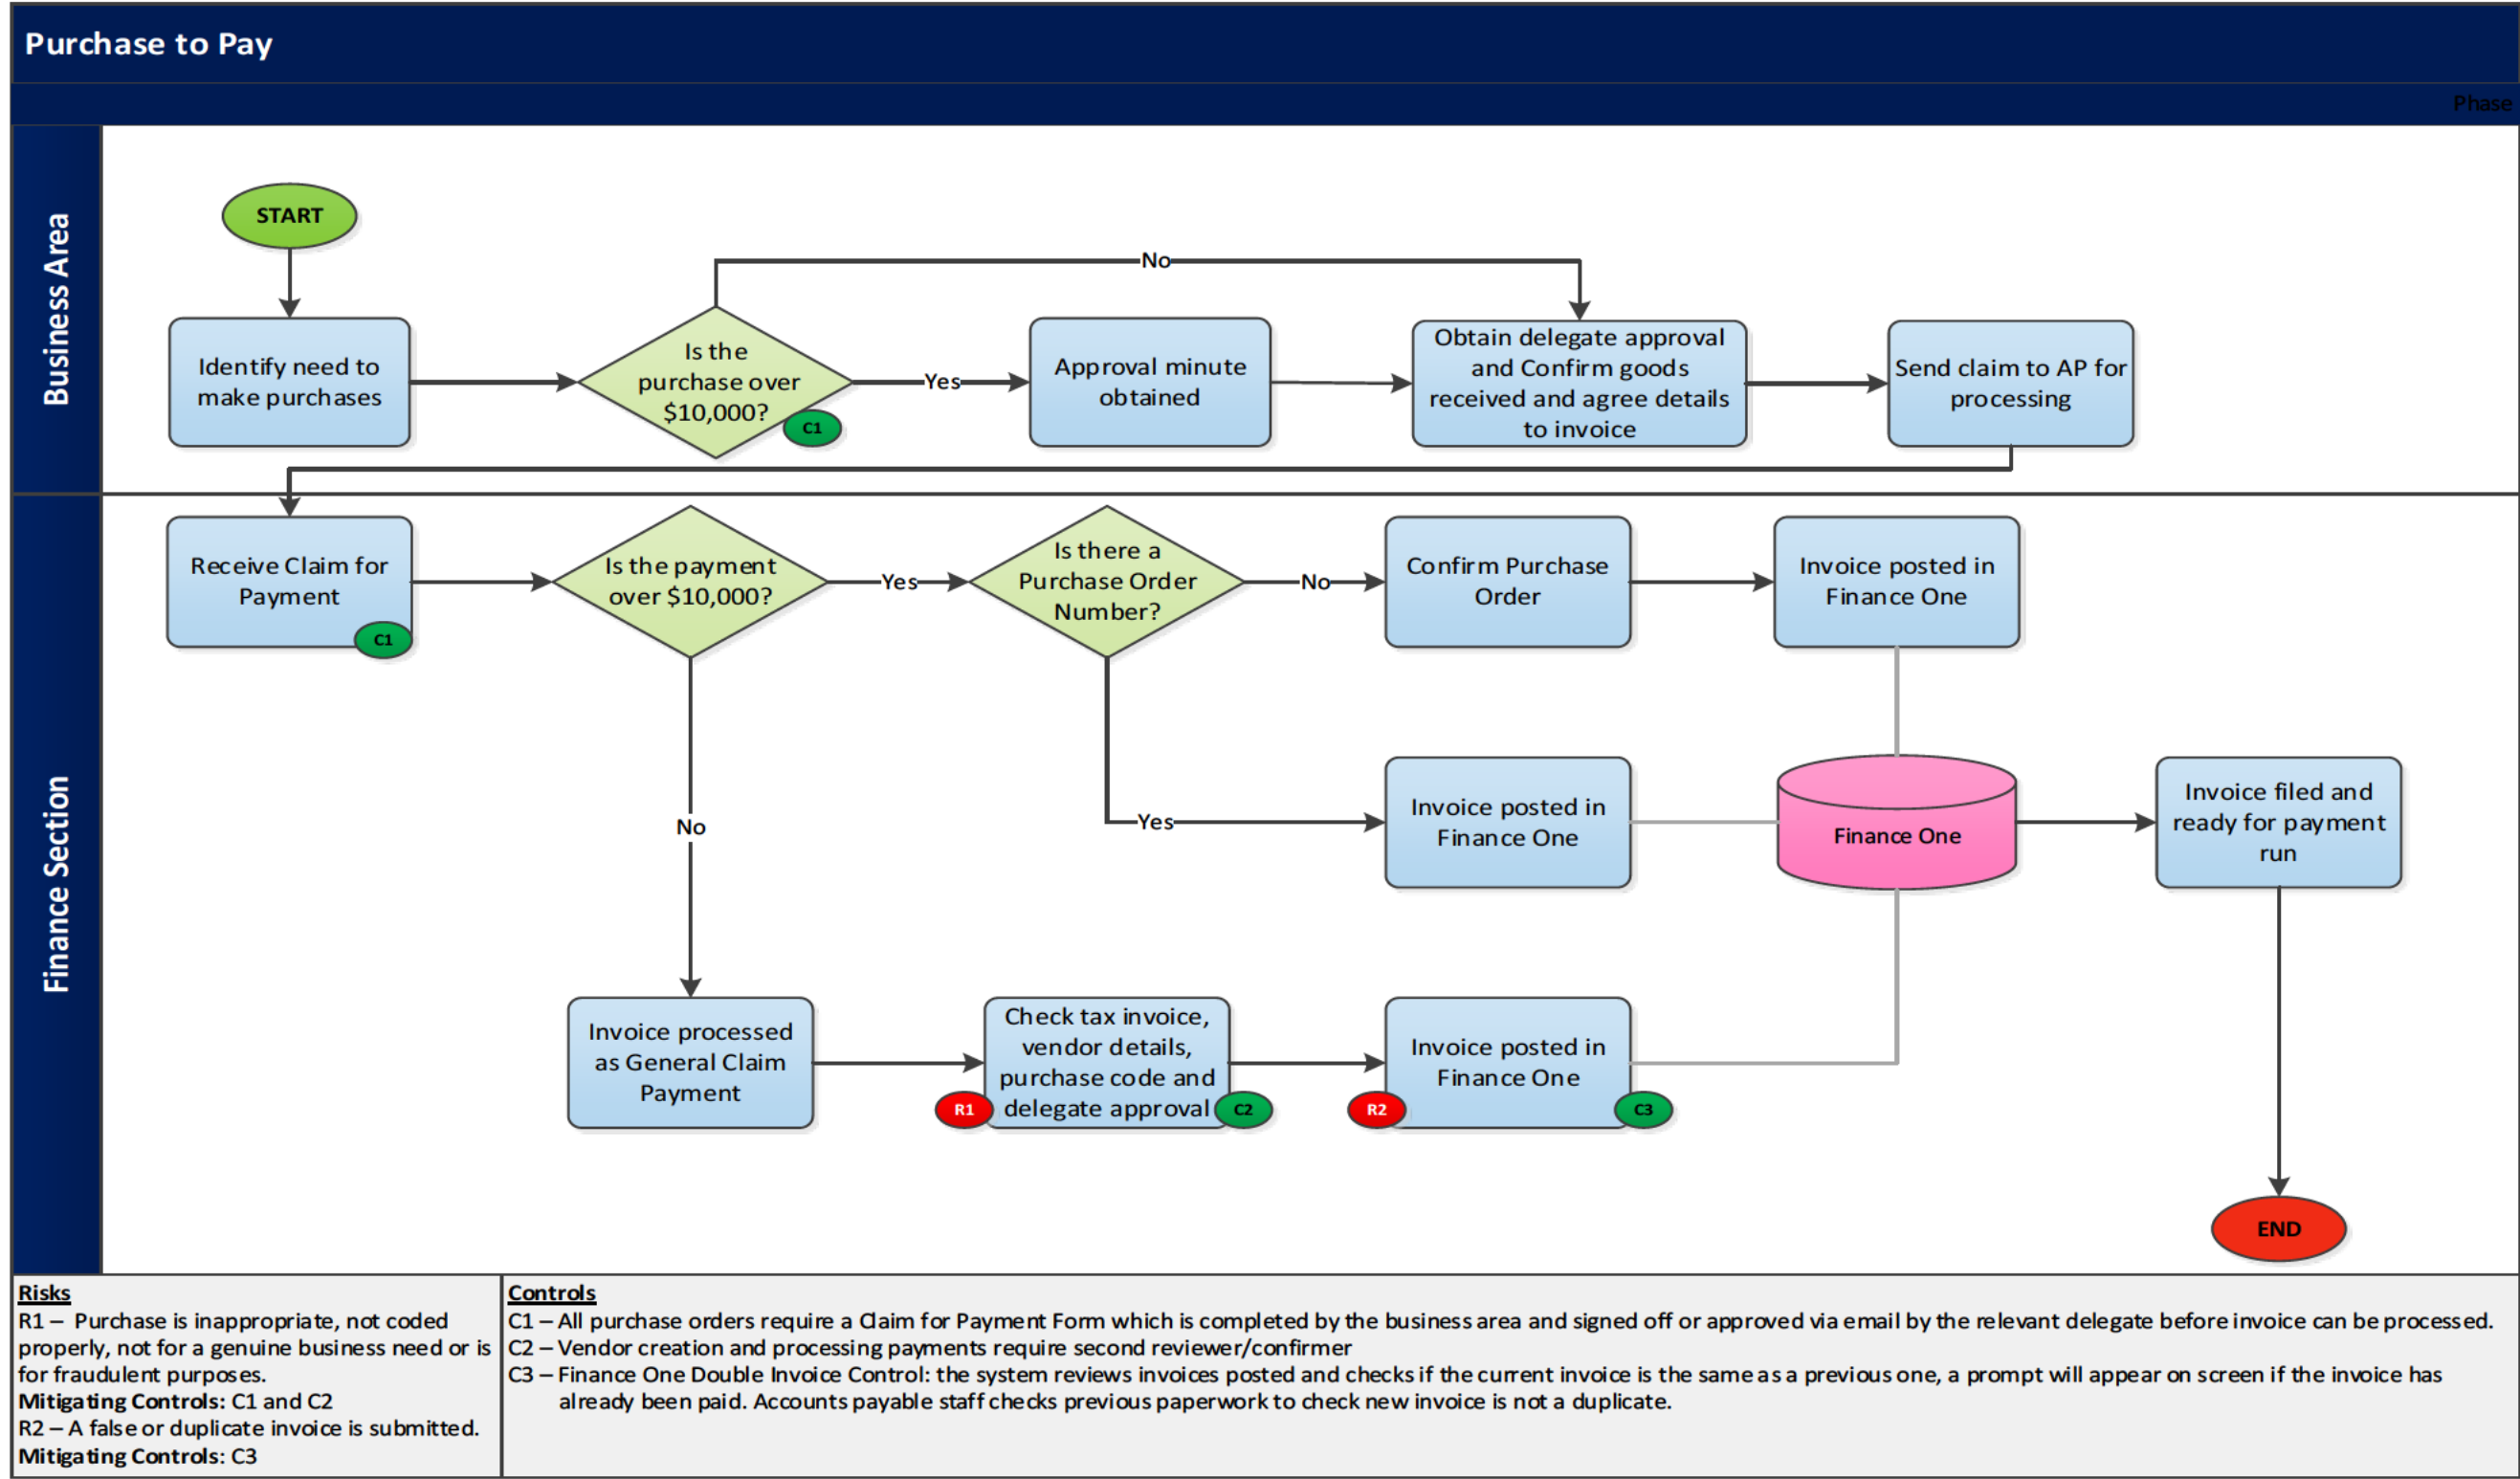 Purchase to Pay
Phase
Business Area
START
No
Identify need to
make purchases
Is the
purchase over
$10,000?
C1
Yes
Approval minute
obtained
Obtain delegate approval
and Confirm goods
received and agree details
to invoice
Send claim to AP for
processing
Finance Section
Receive Claim for
Payment
C1
Is the payment
over $10,000?
Yes
Is there a
Purchase Order
Number?
No
Confirm Purchase
Order
Invoice posted in
Finance One
No
Yes
Invoice posted in
Finance One
Finance One
Invoice filed and
ready for payment
run
Invoice processed
as General Claim
Payment
Check tax invoice,
vendor details,
purchase code and
delegate approval
R1
C2
Invoice posted in
Finance One
R2
C3
END
Risks
R1 – Purchase is inappropriate, not coded
properly, not for a genuine business need or is
for fraudulent purposes.
Mitigating Controls: C1 and C2
R2 – A false or duplicate invoice is submitted.
Mitigating Controls: C3
Controls
C1 – All purchase orders require a Claim for Payment Form which is completed by the business area and signed off or approved via email by the relevant delegate before invoice can be processed.
C2 – Vendor creation and processing payments require second reviewer/confirmer
C3 – Finance One Double Invoice Control: the system reviews invoices posted and checks if the current invoice is the same as a previous one, a prompt will appear on screen if the invoice has
already been paid. Accounts payable staff checks previous paperwork to check new invoice is not a duplicate.